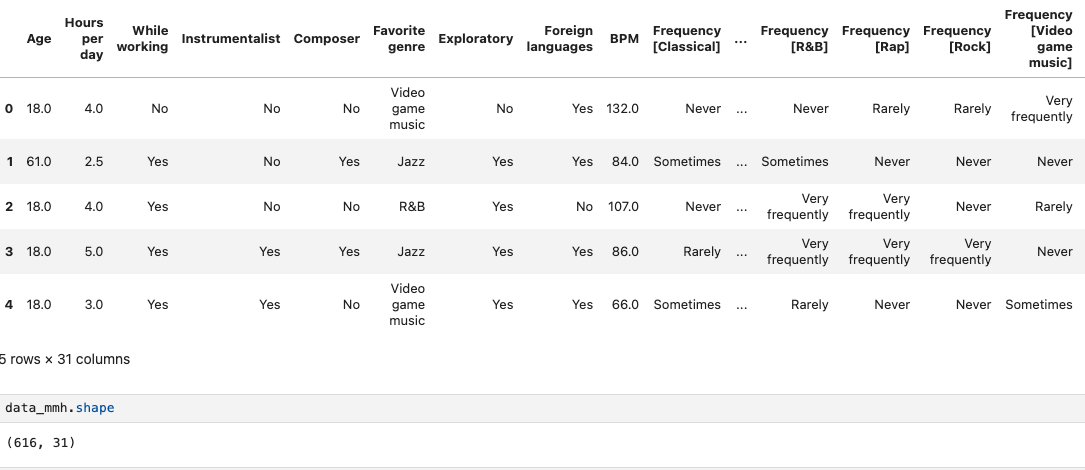 Age Hours per day While working Instrumentalist Composer Favorite genre Exploratory Foreign languages BPM Frequency [Classical] ... Frequency [R&B] Frequency [Rap] Frequency [Rock] Frequency [Video game music]
0 18.0 4.0 No No No Video game music No Yes 132.0 Never ... Never Rarely Rarely Very frequently
1 61.0 2.5 Yes No Yes Jazz Yes Yes 84.0 Sometimes ... Sometimes Never Never Never
2 18.0 4.0 Yes No No R&B Yes No 107.0 Never ... Very frequently Very frequently Never Rarely
3 18.0 5.0 Yes Yes Yes Jazz Yes Yes 86.0 Rarely ... Very frequently Very frequently Very frequently Never
4 18.0 3.0 Yes Yes No Video game music Yes Yes 66.0 Sometimes ... Rarely Never Never Sometimes
5 rows × 31 columns
data_mmh.shape
(616, 31)